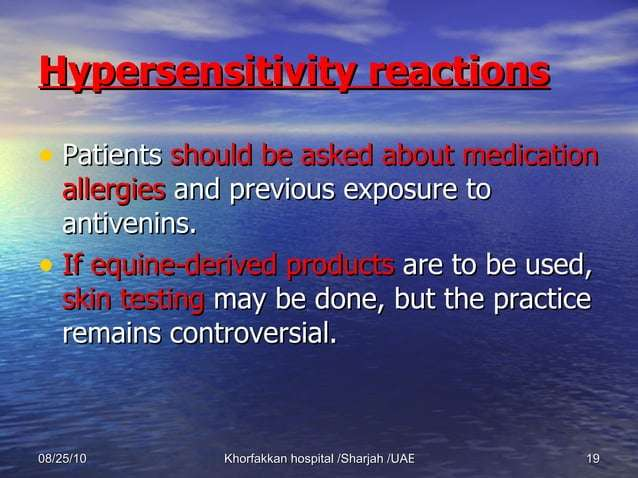 Hypersensitivity reactions
• Patients should be asked about medication
allergies and previous exposure to
antivenins.
• If equine-derived products are to be used,
skin testing may be done, but the practice
remains controversial.
08/25/10 Khorfakkan hospital /Sharjah /UAE 19